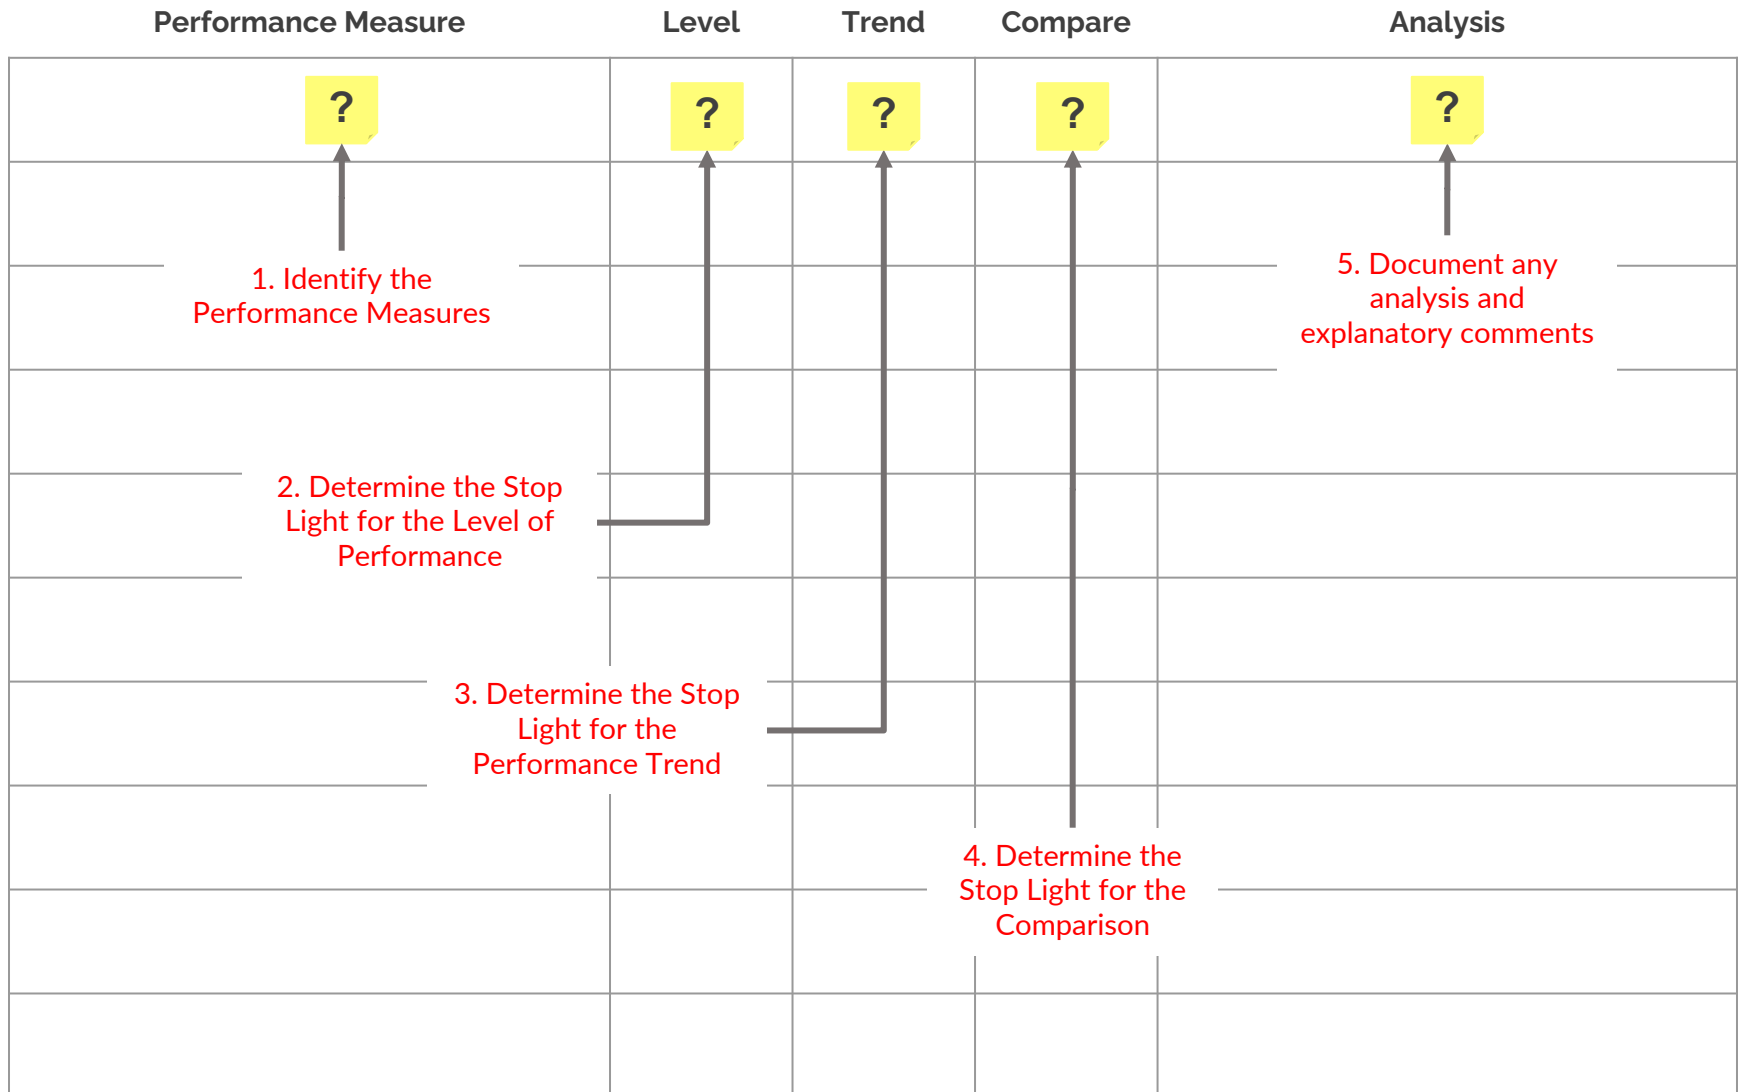 Performance Measure
Level
Trend
Compare
Analysis
?
?
?
?
?
1. Identify the
Performance Measures
5. Document any
analysis and
explanatory comments
2. Determine the Stop
Light for the Level of
Performance
3. Determine the Stop
Light for the
Performance Trend
4. Determine the
Stop Light for the
Comparison